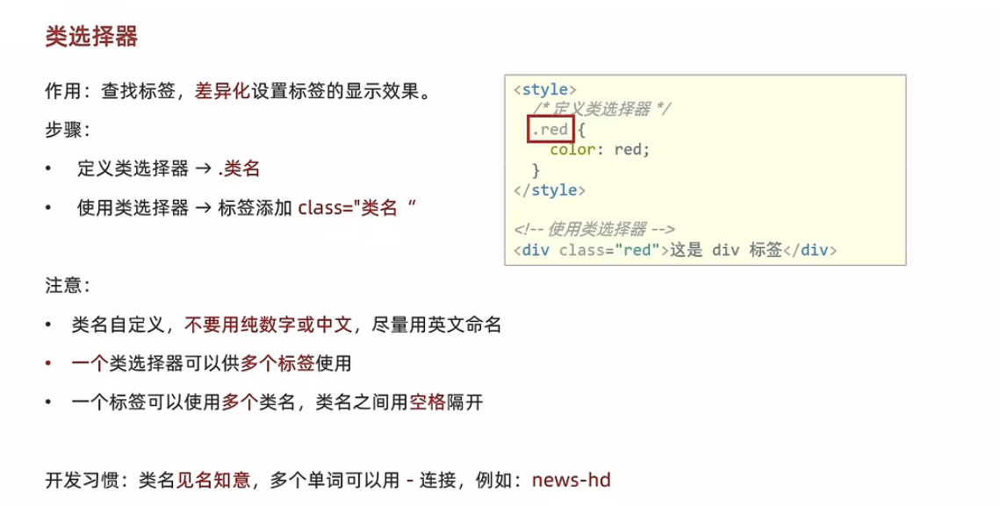 类选择器
作用：查找标签，差异化设置标签的显示效果。
步骤：
• 定义类选择器 → .类名
• 使用类选择器 → 标签添加 class="类名“
<style>
/* 定义类选择器 */
.red {
color: red;
}
</style>
<!-- 使用类选择器 -->
<div class="red">这是 div 标签</div>
注意：
• 类名自定义，不要用纯数字或中文，尽量用英文命名
• 一个类选择器可以供多个标签使用
• 一个标签可以使用多个类名，类名之间用空格隔开
开发习惯：类名见名知意，多个单词可以用 - 连接，例如：news-hd